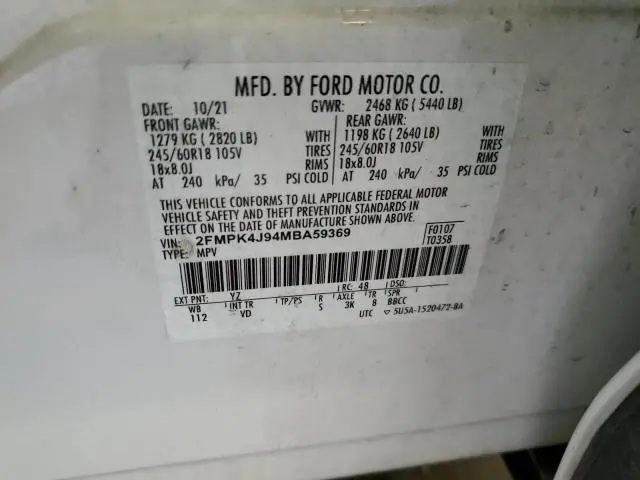 MFD. BY FORD MOTOR CO.
DATE: 10/21 GVWR: 2468 KG ( 5440 LB)
FRONT GAWR: REAR GAWR:
1279 KG ( 2820 LB) WITH 1198 KG ( 2640 LB) WITH
245/60R18 105V TIRES 245/60R18 105V TIRES
18x8.0J RIMS 18x8.0J RIMS
AT 240 kPa/ 35 PSI COLD AT 240 kPa/ 35 PSI COLD
THIS VEHICLE CONFORMS TO ALL APPLICABLE FEDERAL MOTOR
VEHICLE SAFETY AND THEFT PREVENTION STANDARDS IN
EFFECT ON THE DATE OF MANUFACTURE SHOWN ABOVE.
VIN: 2FMPK4J94MBA59369 F0107
TYPE: MPV T0358
EXT PNT: YZ RC: 48 DSO:
WB INT TR TP/PS R AXLE TR SPR
112 VD S 3K 8 BBCC
UTC ▽ 5U5A-1520472-BA